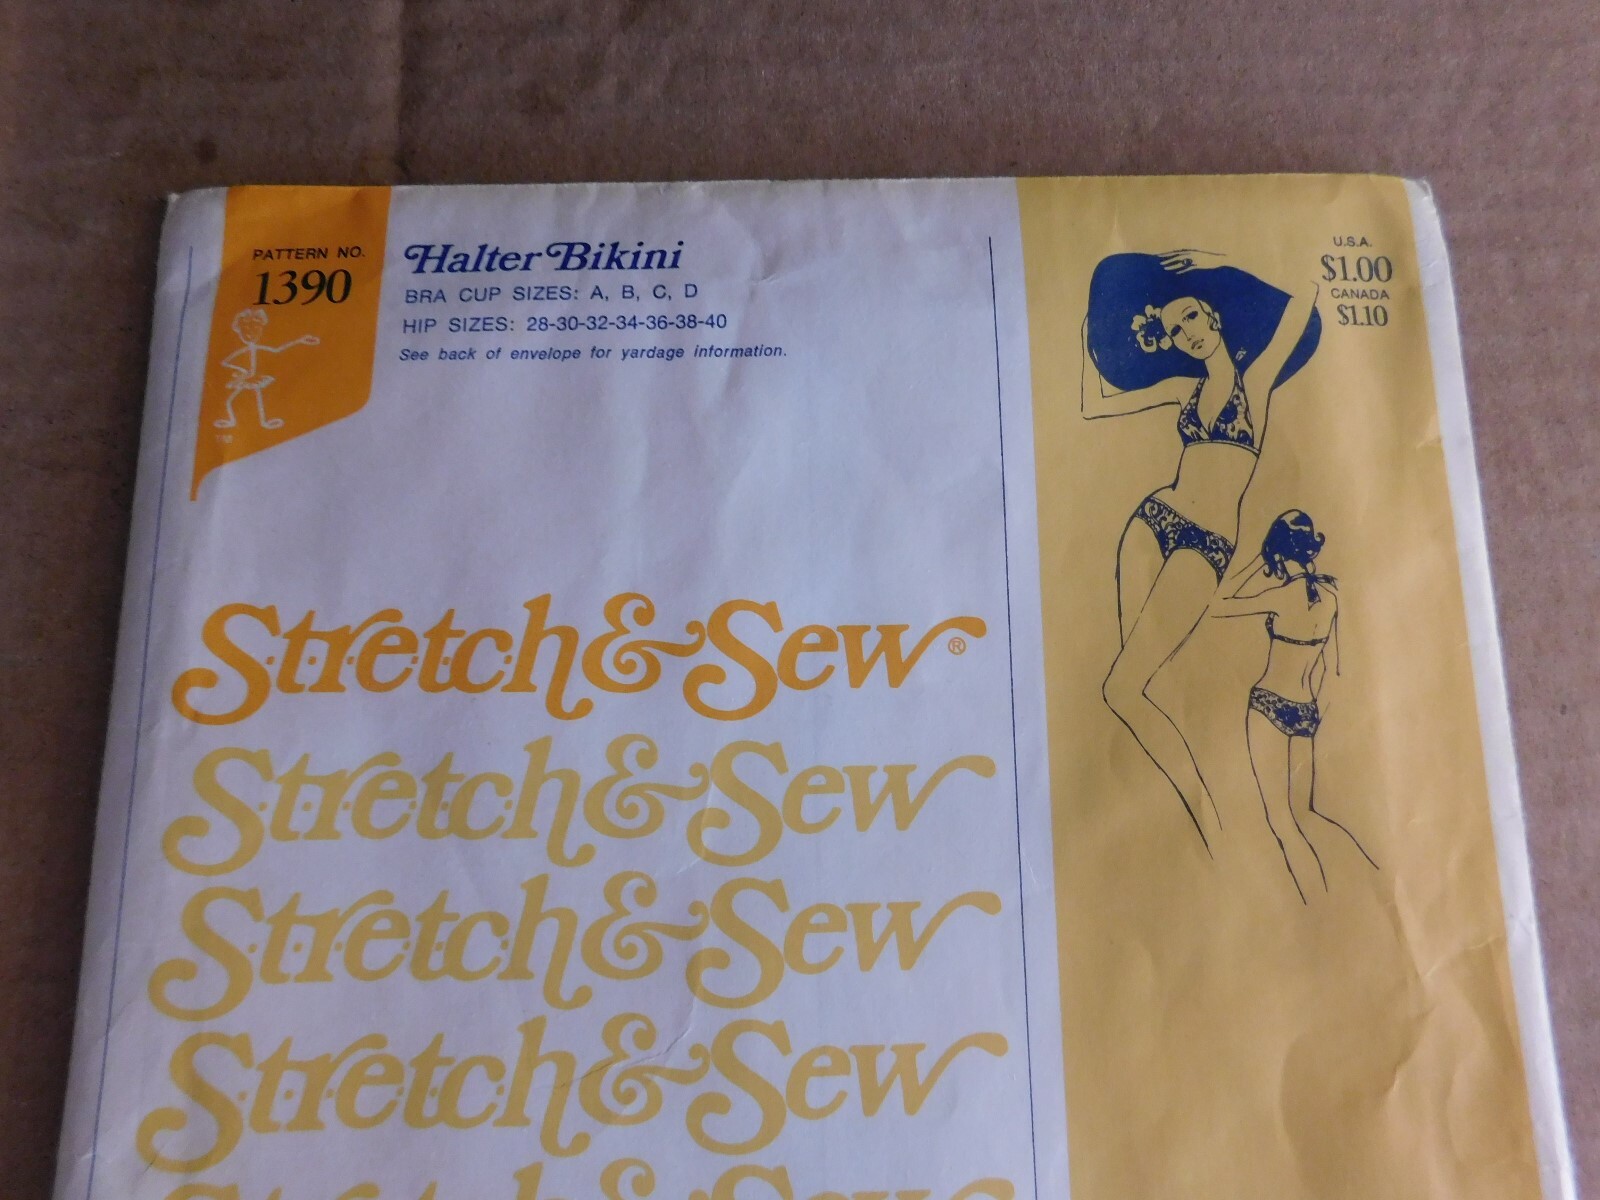 PATTERN NO.
1390
TM
Halter Bikini
BRA CUP SIZES: A, B, C, D
HIP SIZES: 28-30-32-34-36-38-40
See back of envelope for yardage information.
U.S.A.
$1.00
CANADA
$1.10
Stretch & Sew®
Stretch & Sew
Stretch & Sew
Stretch & Sew
Stretch & Sew